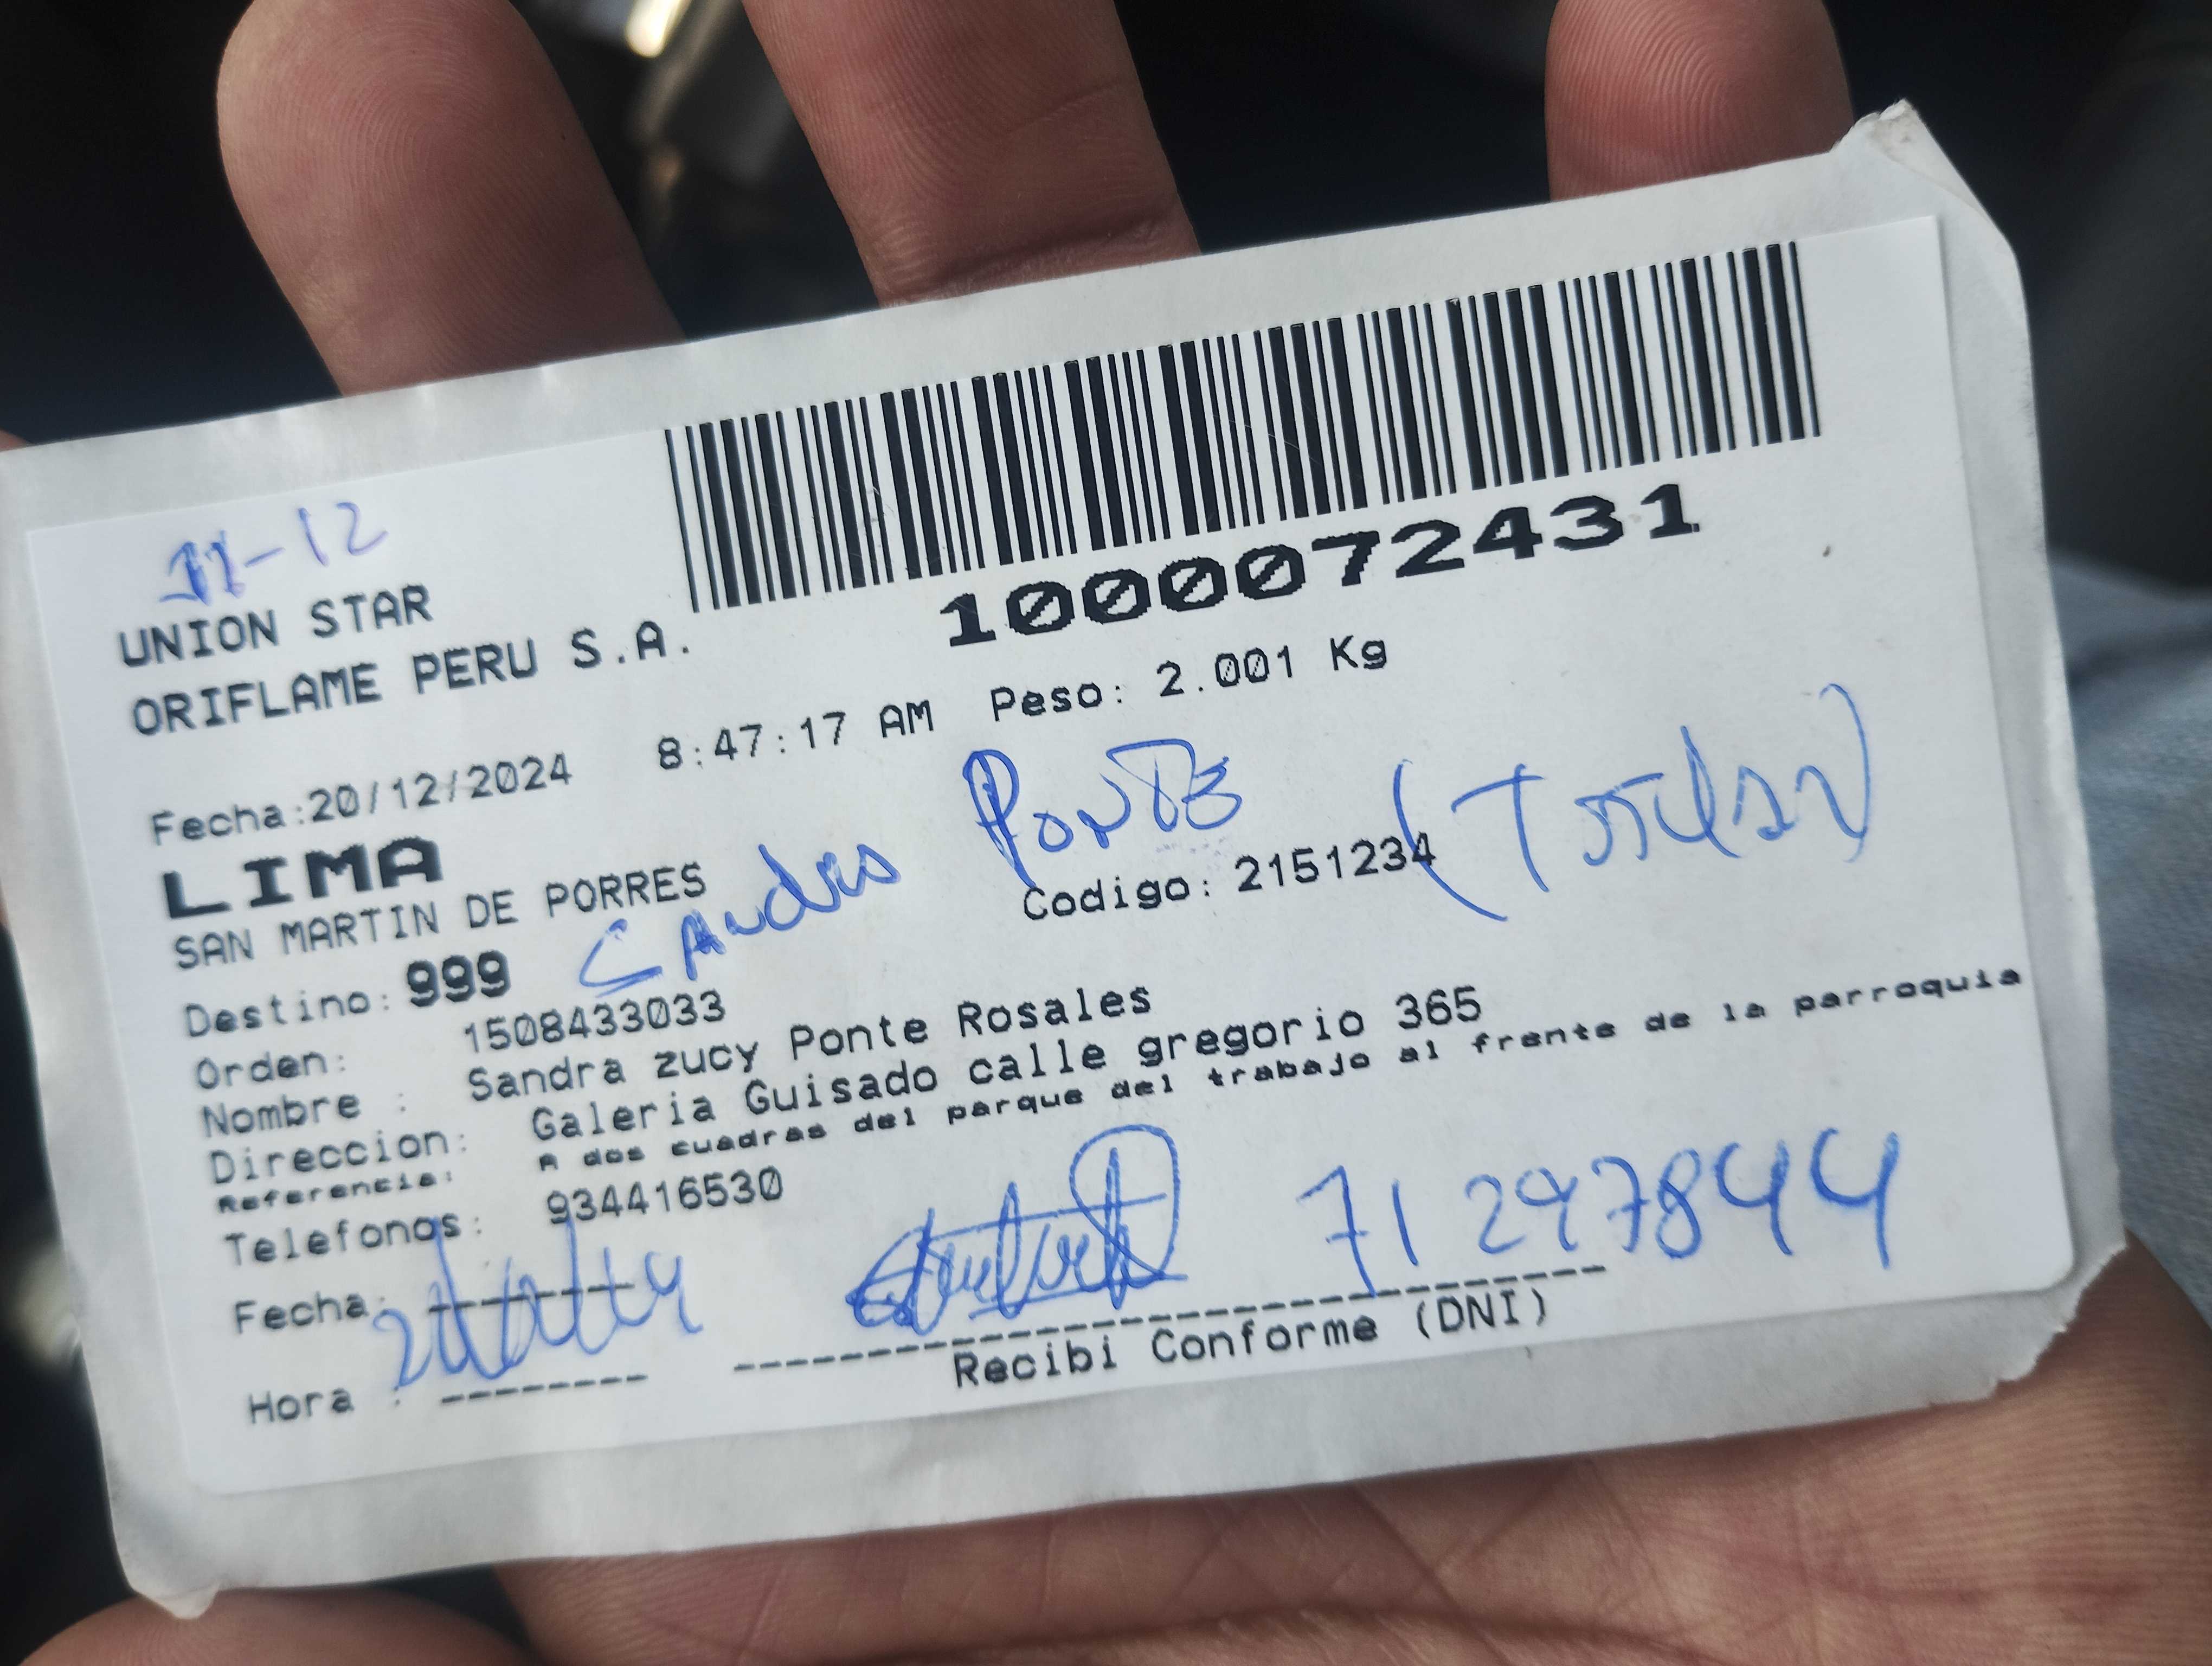 11-12
UNION STAR
ORIFLAME PERU S.A.
1000072431
Fecha:20/12/2024 8:47:17 AM Peso: 2.001 Kg
LIMA
SAN MARTIN DE PORRES
Ponte
Codigo: 2151234
Destino: 999
Orden: 1508433033
Nombre : Sandra zucy Ponte Rosales
Direccion: Galeria Guisado calle gregorio 365
Referencia: A dos cuadras del parque del trabajo al frente de la parroquia
Telefonos: 934416530
71297844
Fecha:
Hora :
Recibi Conforme (DNI)